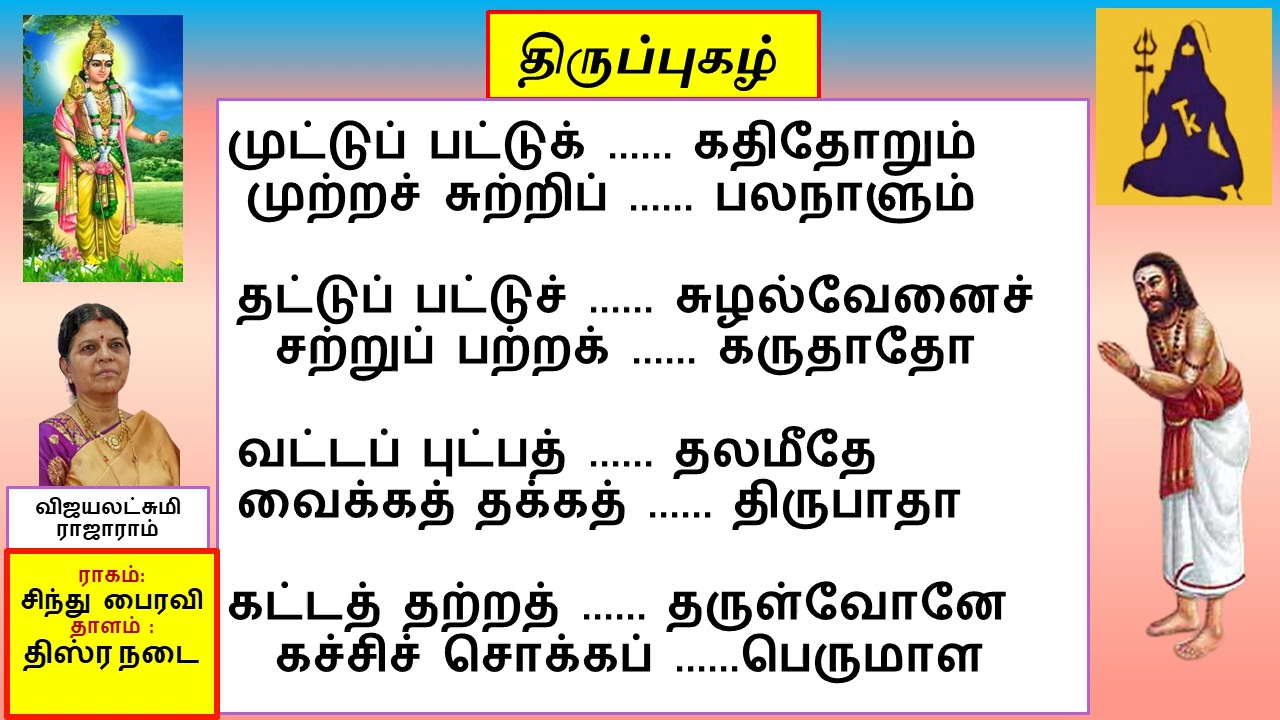 திருப்புகழ்
முட்டுப் பட்டுக் ...... கதிதோறும்
முற்றச் சுற்றிப் ...... பலநாளும்
தட்டுப் பட்டுச் ...... சுழல்வேனைச்
சற்றுப் பற்றக் ...... கருதாதோ
வட்டப் புட்பத் ...... தலமீதே
வைக்கத் தக்கத் ...... திருபாதா
கட்டத் தற்றத் ...... தருள்வோனே
கச்சிச் சொக்கப் ......பெருமாள
விஜயலட்சுமி
ராஜாராம்
ராகம்:
சிந்து பைரவி
தாளம் :
திஸ்ர நடை
Tk